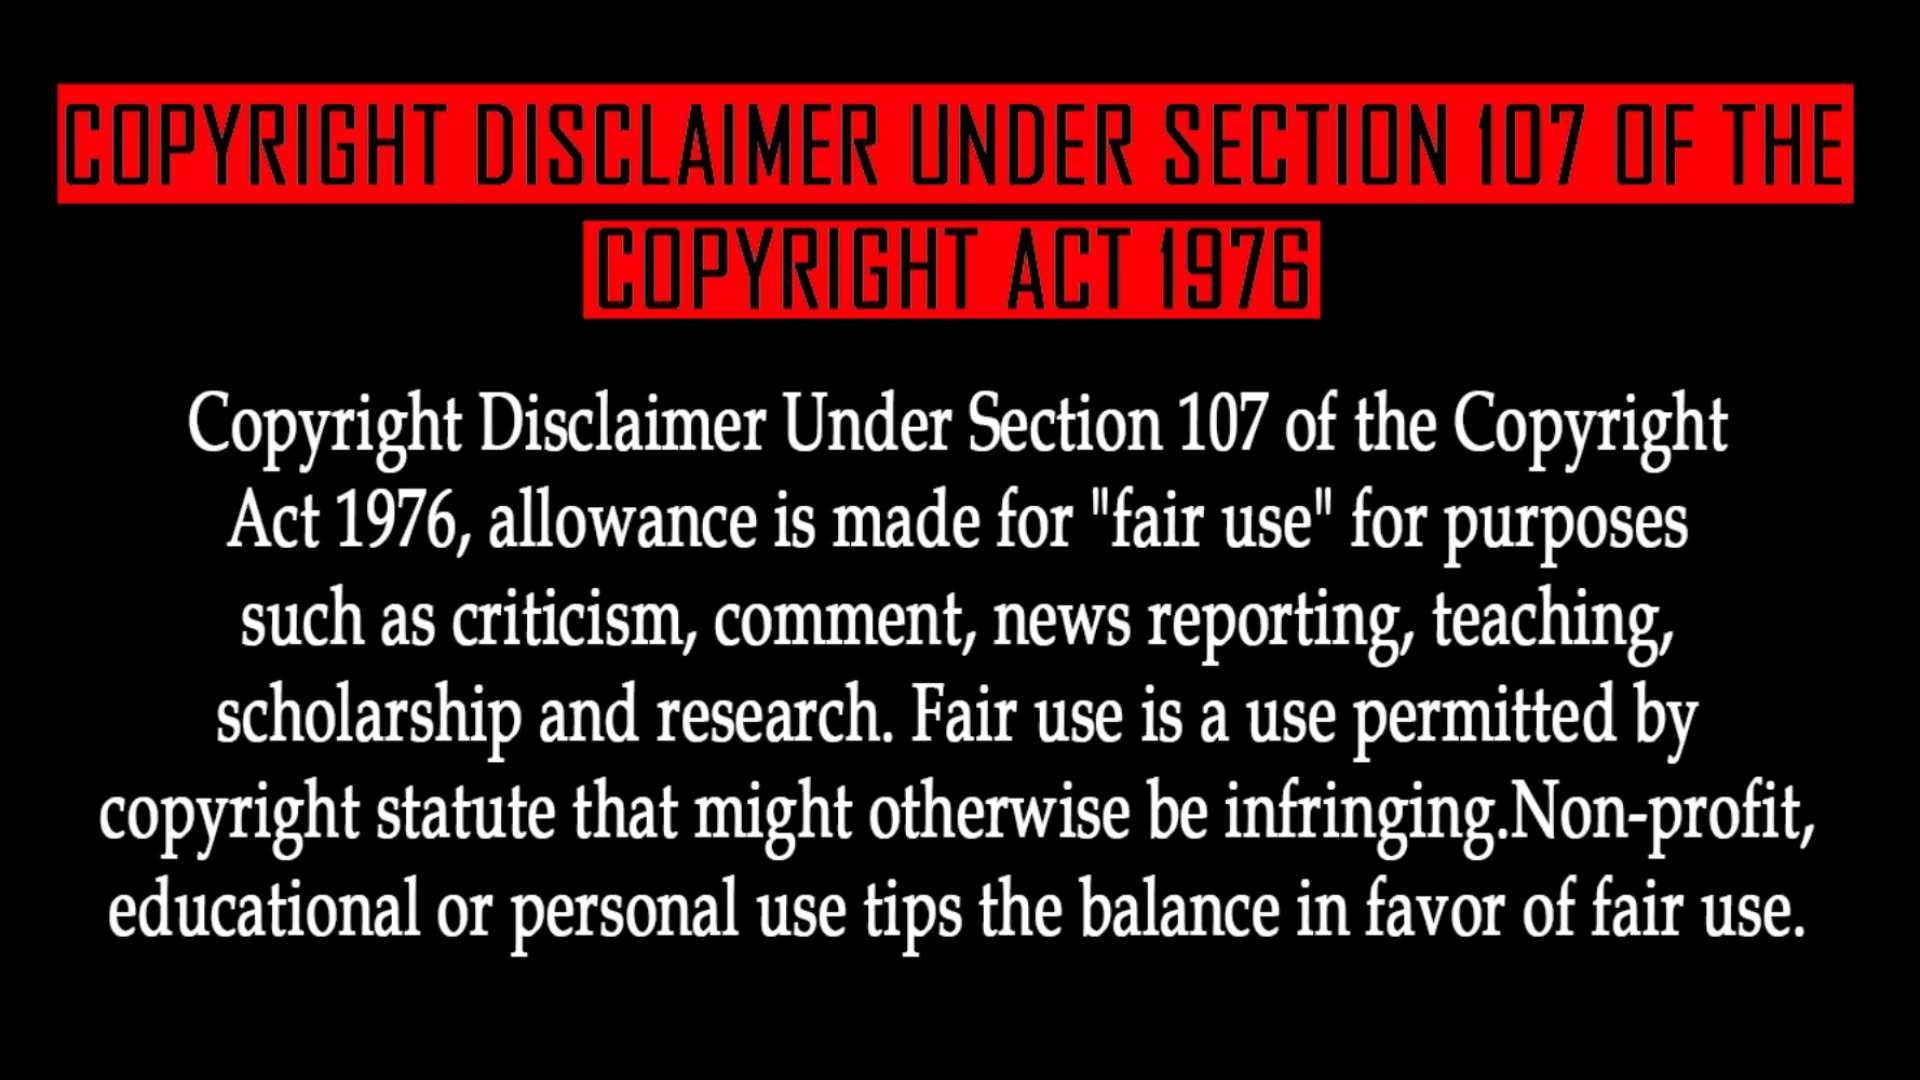 COPYRIGHT DISCLAIMER UNDER SECTION 107 OF THE
COPYRIGHT ACT 1976
Copyright Disclaimer Under Section 107 of the Copyright
Act 1976, allowance is made for "fair use" for purposes
such as criticism, comment, news reporting, teaching,
scholarship and research. Fair use is a use permitted by
copyright statute that might otherwise be infringing.Non-profit,
educational or personal use tips the balance in favor of fair use.